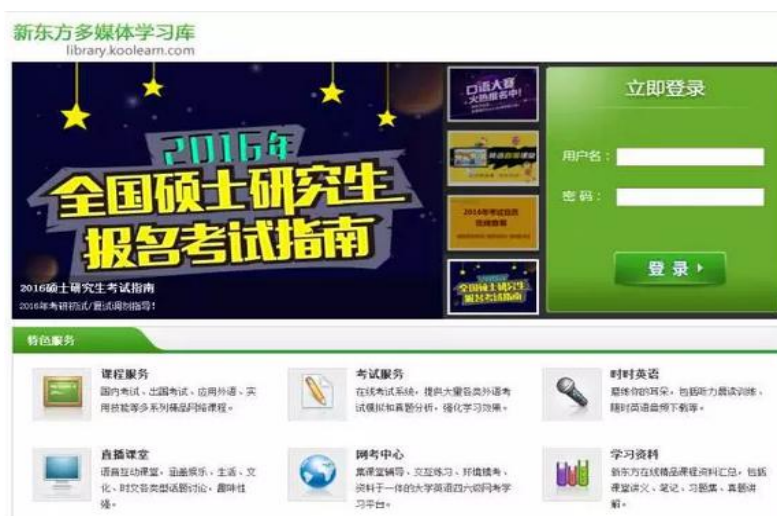 新东方多媒体学习库
library.koolearn.com
2016年
全国硕士研究生
报名考试指南
2016硕士研究生考试指南
2016年考研初试/复试调剂指导!
口语大赛
火热报名中!
2016年考试日历
全国硕士研究生
报名考试指南
立即登录
用户名:
密 码:
登 录
特色服务
课程服务
国内考试、出国考试、应用外语、实
用技能等多系列精品网络课程。
考试服务
在线考试系统,提供大量各类外语考
试模拟和真题分析,强化学习效果。
时时英语
磨练你的耳朵,包括听力晨读训练、
随时英语音频下载等。
直播课堂
语音互动课堂,涵盖娱乐、生活、文
化、时文各类型话题讨论,趣味性
强。
网考中心
集课堂辅导、交互练习、环境模考、
资料于一体的大学英语四六级网考学
习平台。
学习资料
新东方在线精品课程资料汇总,包括
课堂讲义、笔记、习题集、真题讲
解。